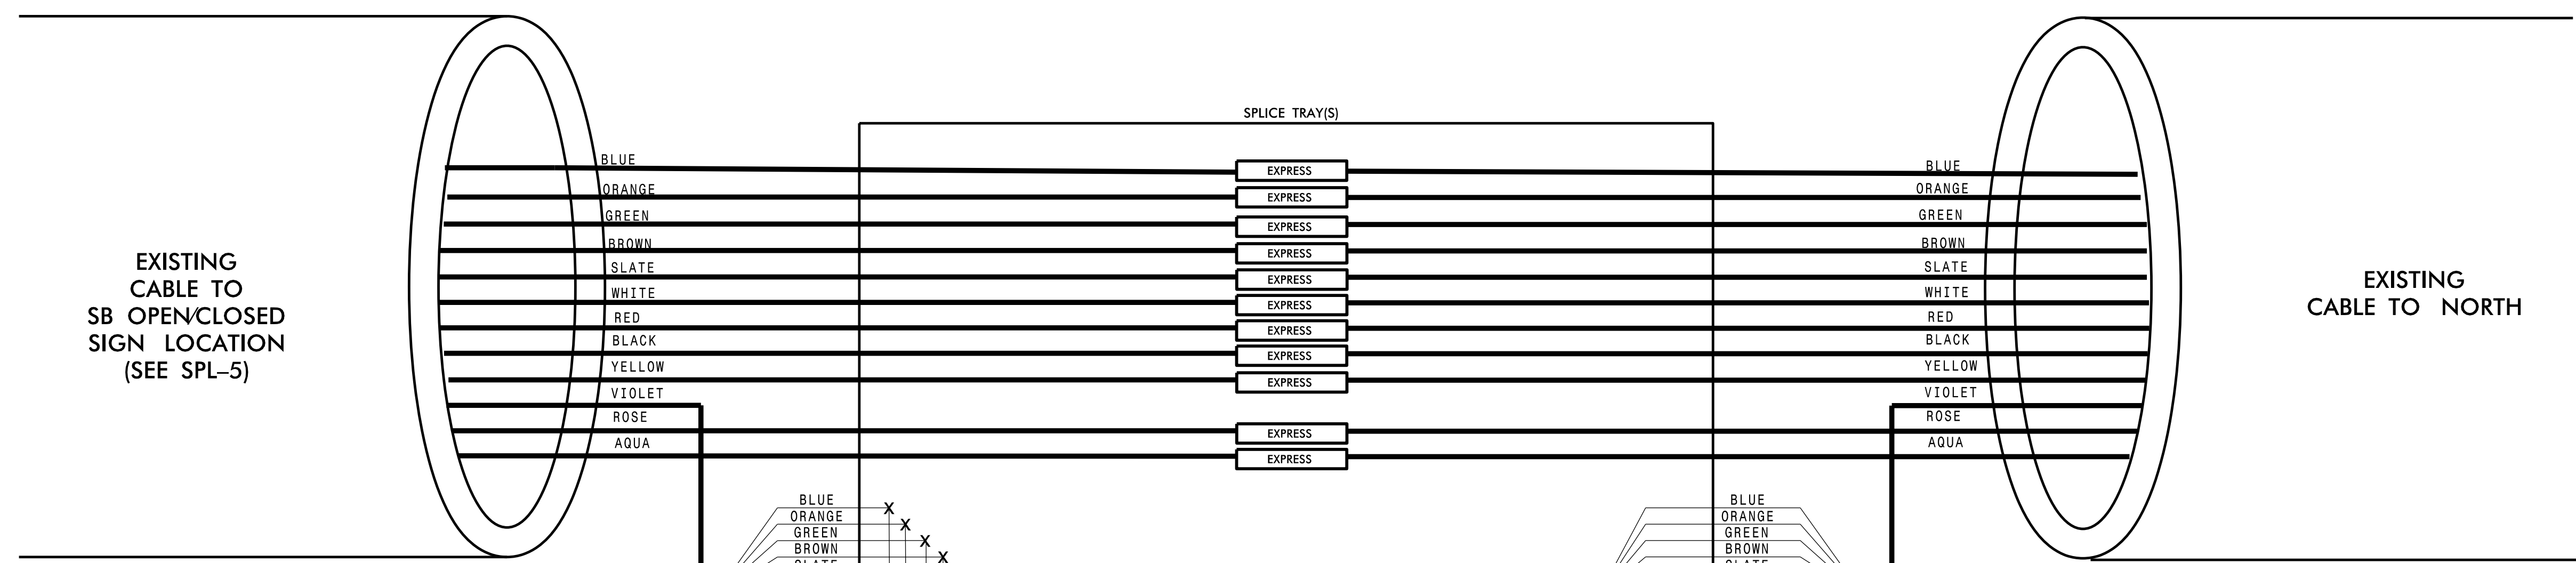 SPLICE TRAY(S)
BLUE EXPRESS BLUE
ORANGE EXPRESS ORANGE
GREEN EXPRESS GREEN
BROWN EXPRESS BROWN
SLATE EXPRESS SLATE
WHITE EXPRESS WHITE
RED EXPRESS RED
BLACK EXPRESS BLACK
YELLOW EXPRESS YELLOW
VIOLET VIOLET
ROSE EXPRESS ROSE
AQUA EXPRESS AQUA
EXISTING
CABLE TO
SB OPEN/CLOSED
SIGN LOCATION
(SEE SPL–5)
EXISTING
CABLE TO NORTH
BLUE X BLUE
ORANGE X ORANGE
GREEN X GREEN
BROWN X BROWN